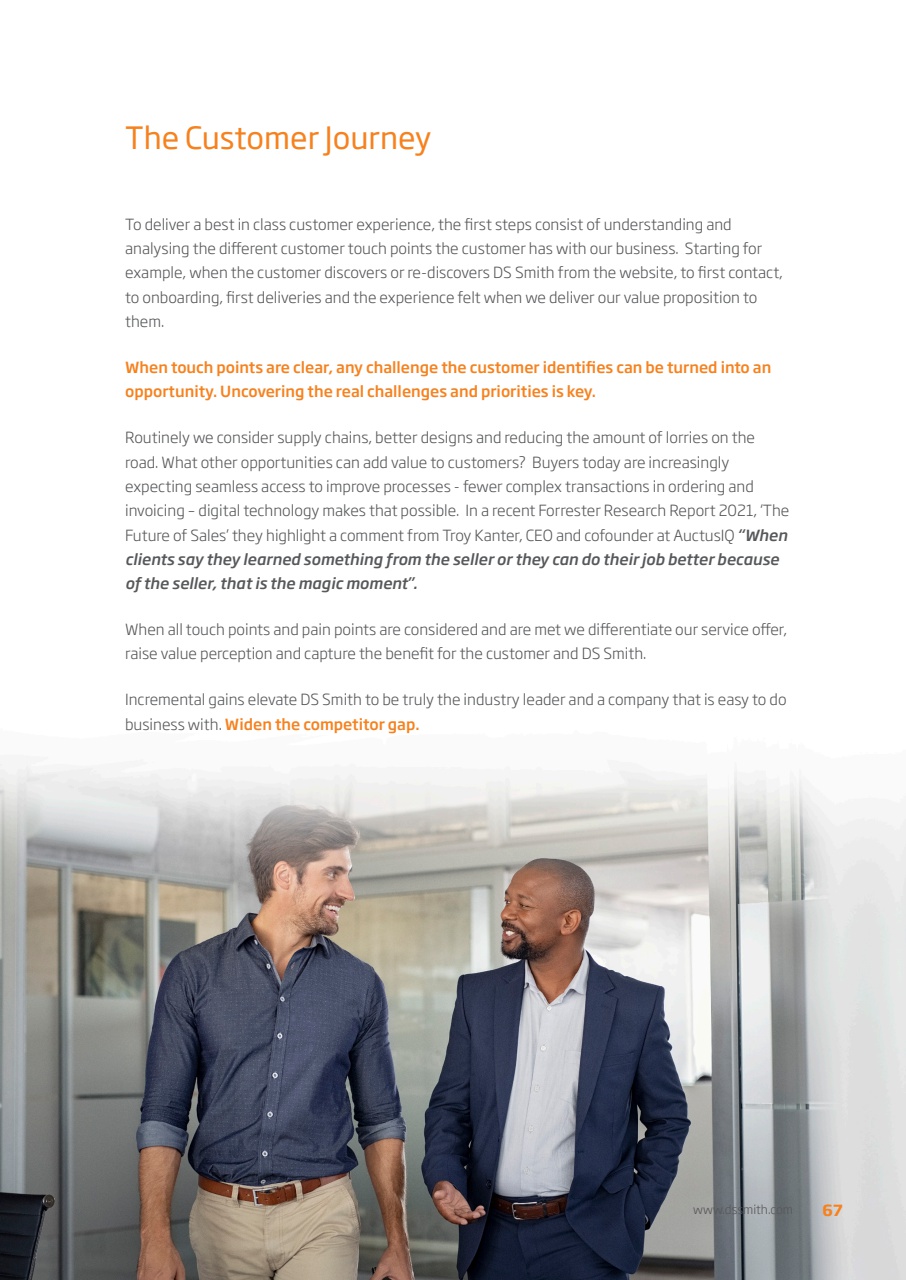 The Customer Journey
To deliver a best in class customer experience, the first steps consist of understanding and
analysing the different customer touch points the customer has with our business.  Starting for
example, when the customer discovers or re-discovers DS Smith from the website, to first contact,
to onboarding, first deliveries and the experience felt when we deliver our value proposition to
them.
When touch points are clear, any challenge the customer identifies can be turned into an
opportunity. Uncovering the real challenges and priorities is key.
Routinely we consider supply chains, better designs and reducing the amount of lorries on the
road. What other opportunities can add value to customers?  Buyers today are increasingly
expecting seamless access to improve processes - fewer complex transactions in ordering and
invoicing – digital technology makes that possible.  In a recent Forrester Research Report 2021, ‘The
Future of Sales’ they highlight a comment from Troy Kanter, CEO and cofounder at AuctusIQ “When
clients say they learned something from the seller or they can do their job better because
of the seller, that is the magic moment”.
When all touch points and pain points are considered and are met we differentiate our service offer,
raise value perception and capture the benefit for the customer and DS Smith.
Incremental gains elevate DS Smith to be truly the industry leader and a company that is easy to do
business with. Widen the competitor gap.
www.dssmith.com 67